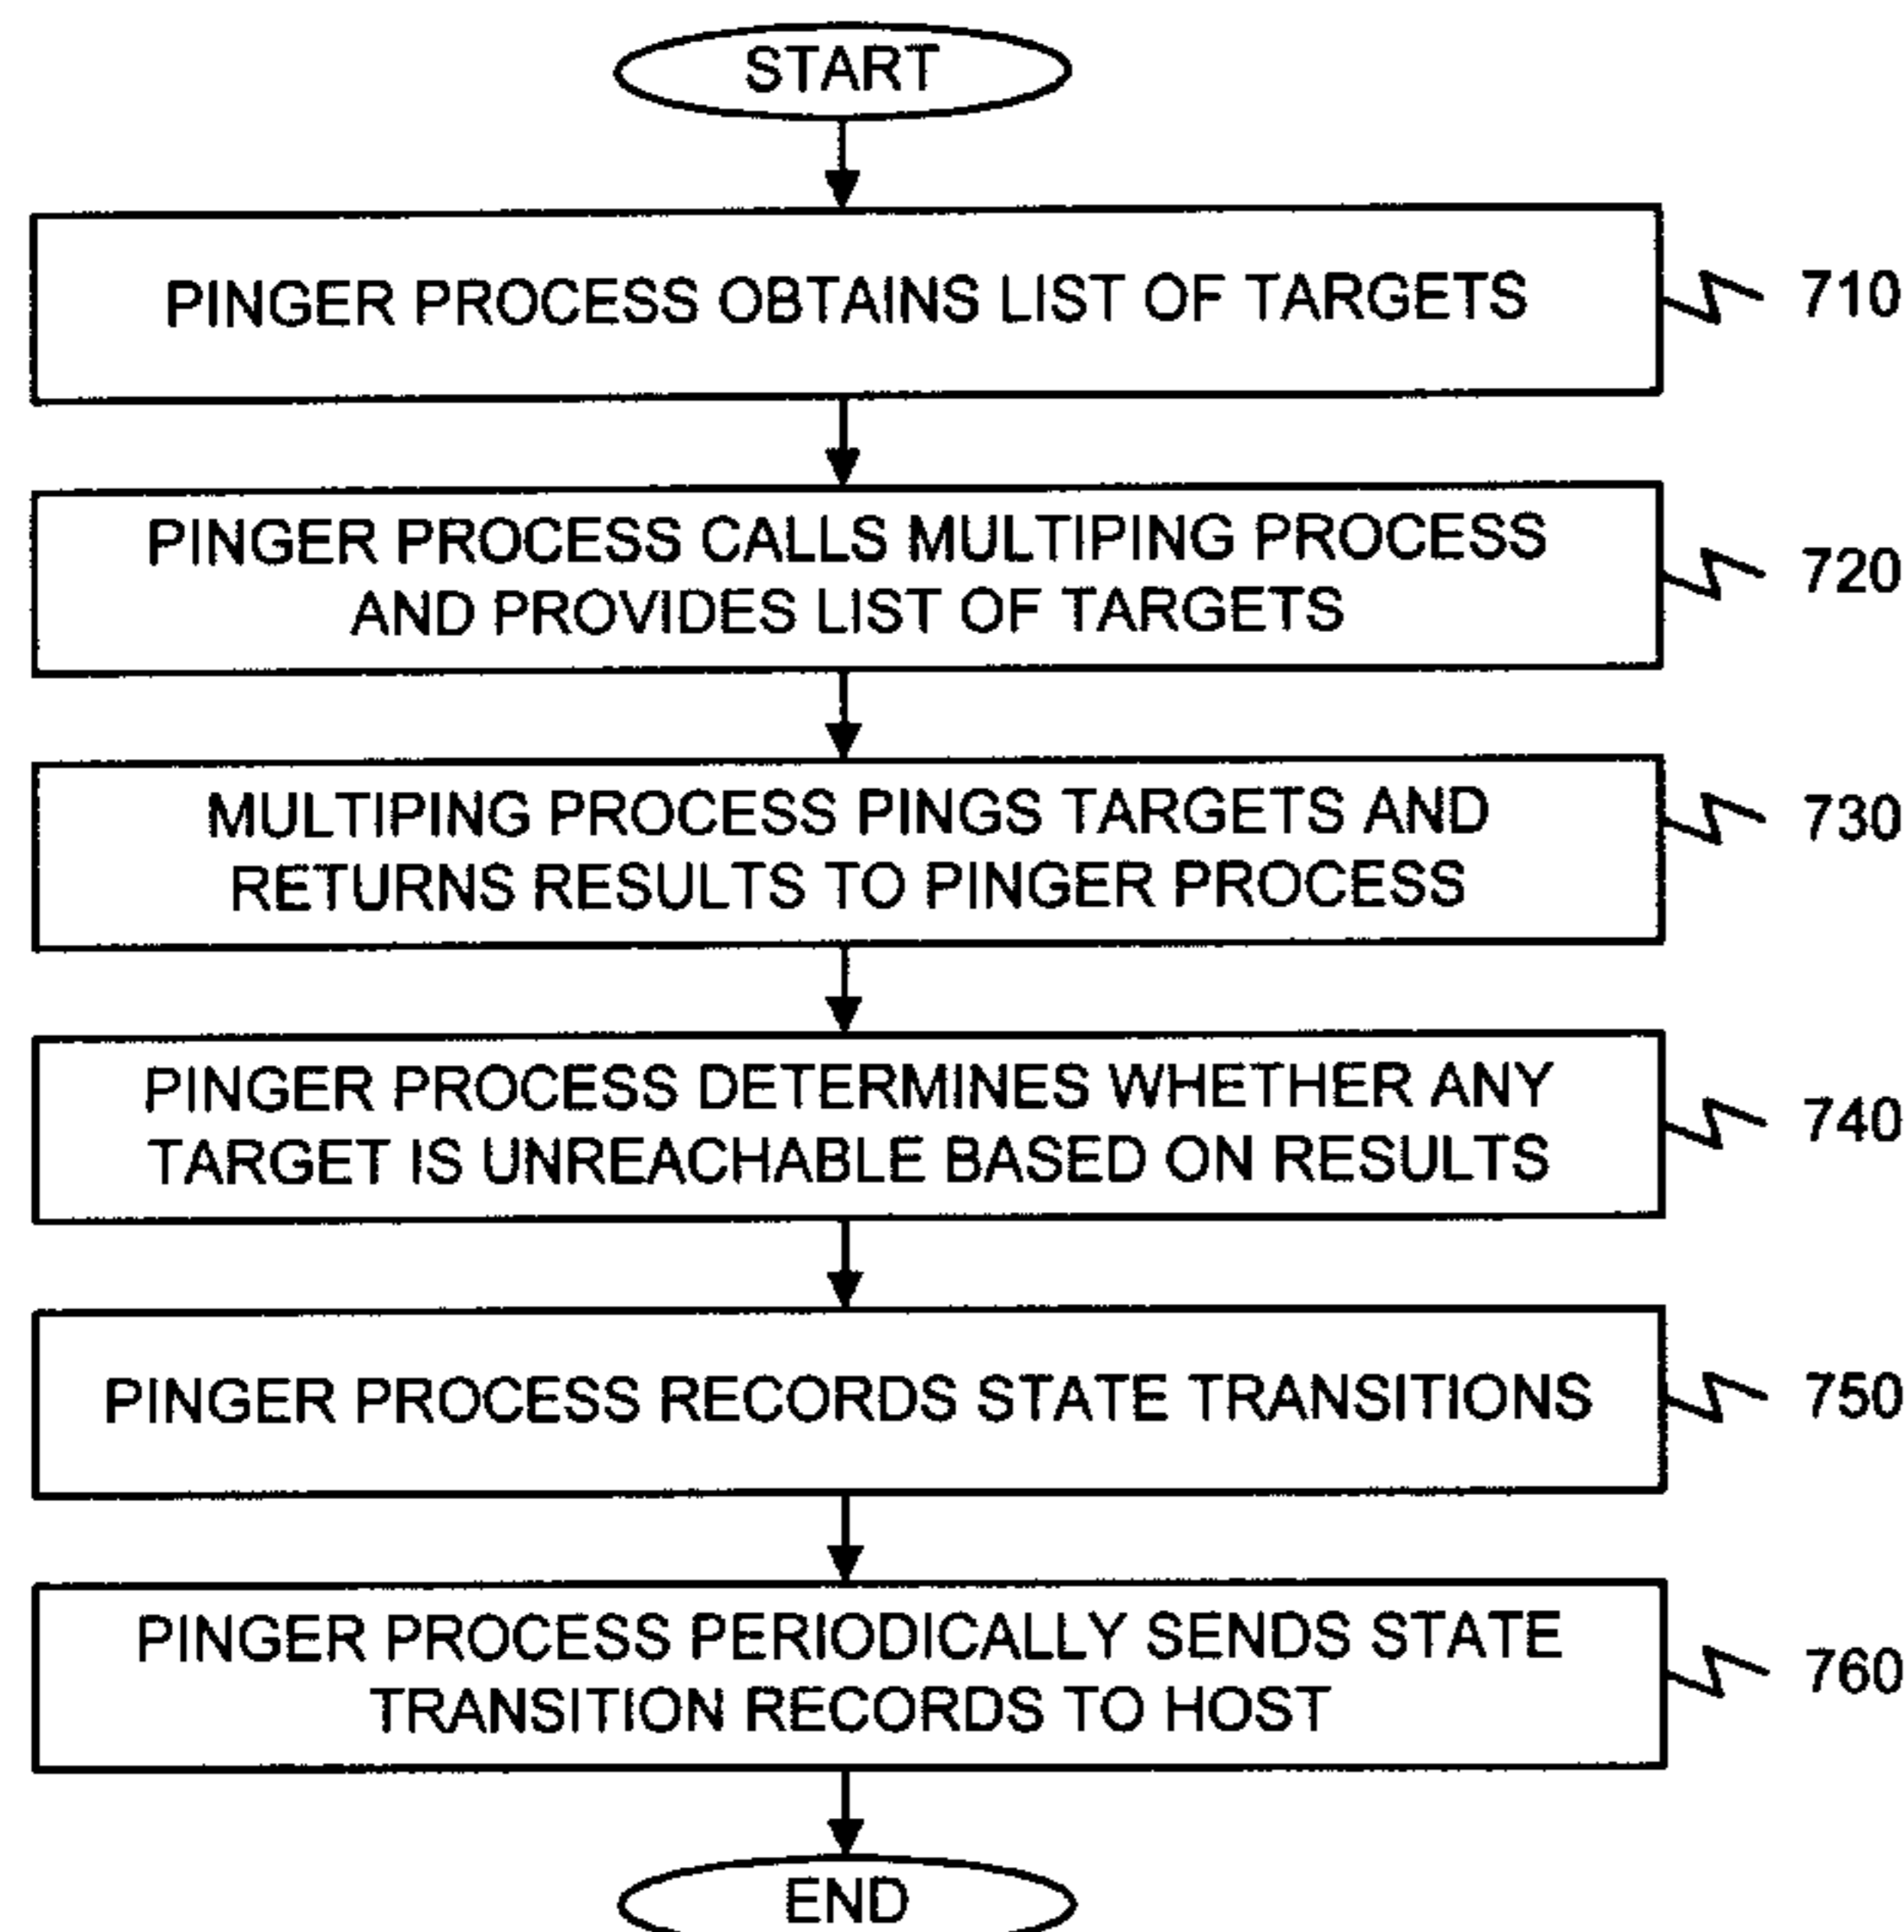 START
PINGER PROCESS OBTAINS LIST OF TARGETS
710
PINGER PROCESS CALLS MULTIPING PROCESS
AND PROVIDES LIST OF TARGETS
720
MULTIPING PROCESS PINGS TARGETS AND
RETURNS RESULTS TO PINGER PROCESS
730
PINGER PROCESS DETERMINES WHETHER ANY
TARGET IS UNREACHABLE BASED ON RESULTS
740
PINGER PROCESS RECORDS STATE TRANSITIONS
750
PINGER PROCESS PERIODICALLY SENDS STATE
TRANSITION RECORDS TO HOST
760
END